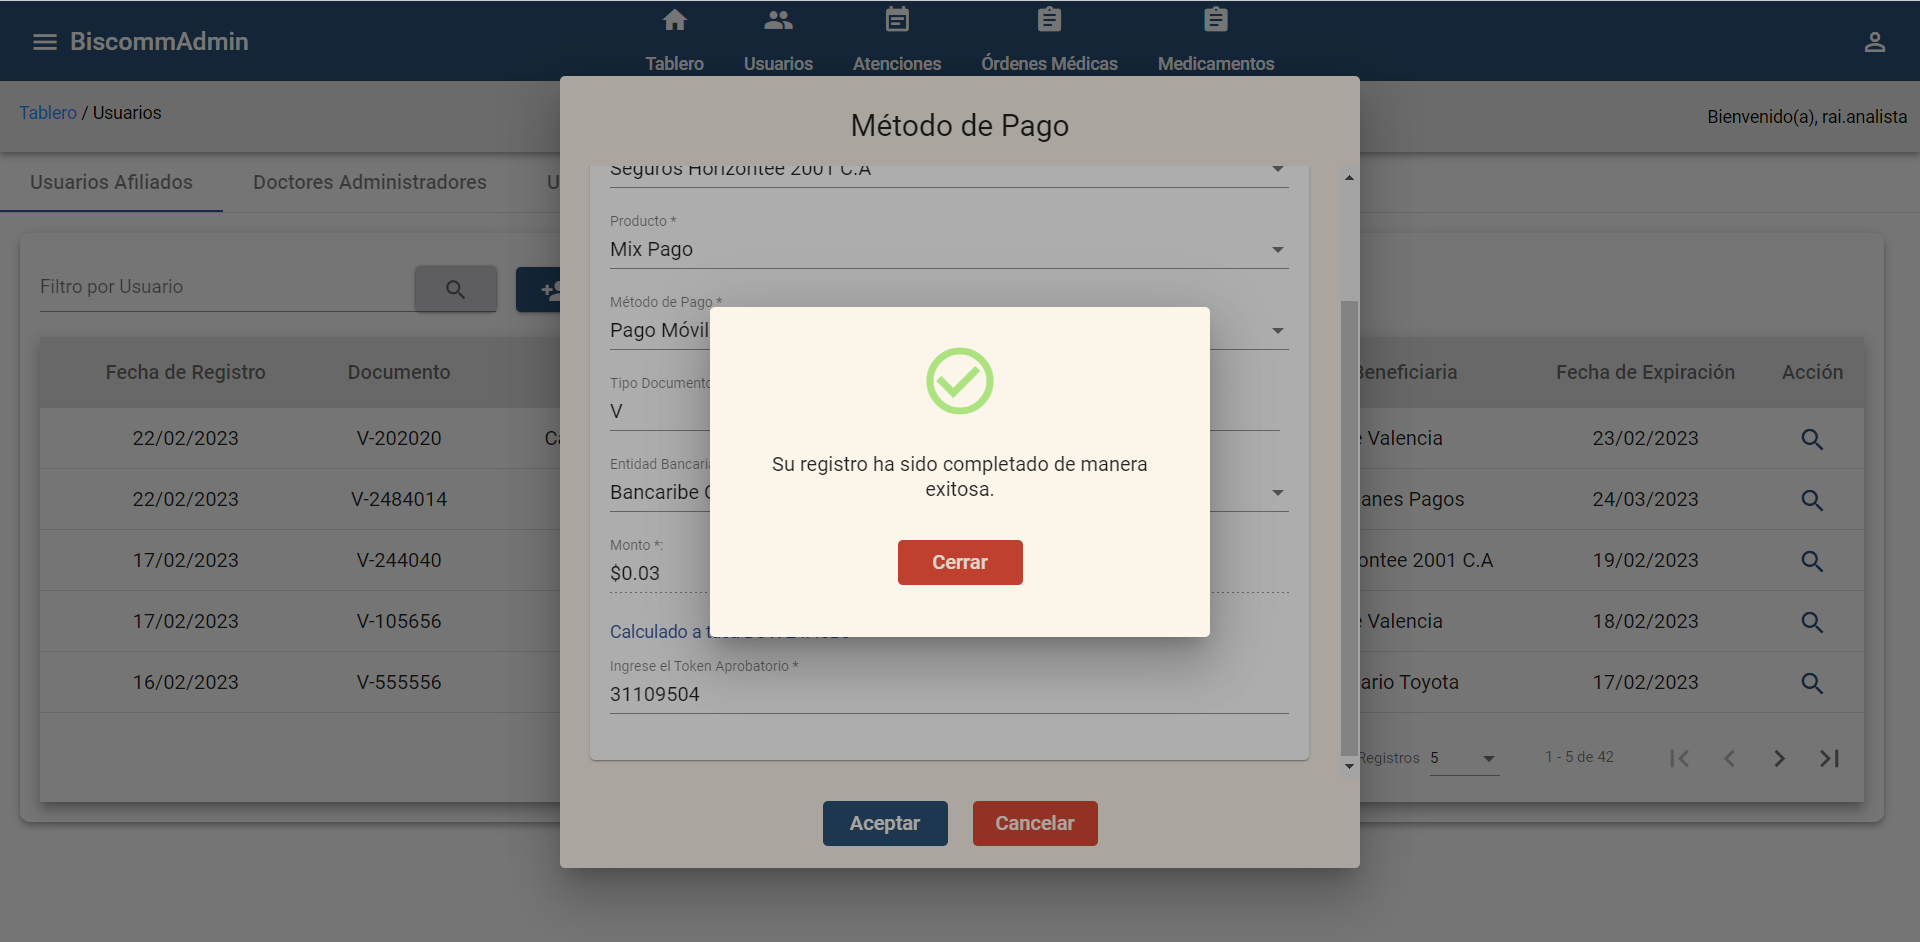 BiscommAdmin
Tablero
Usuarios
Atenciones
Órdenes Médicas
Medicamentos
Tablero / Usuarios
Bienvenido(a), rai.analista
Método de Pago
Usuarios Afiliados
Doctores Administradores
Seguros Horizontee 2001 C.A
Producto *
Mix Pago
Filtro por Usuario
Método de Pago *
Pago Móvil
Fecha de Registro
Documento
Beneficiaria
Fecha de Expiración
Acción
Tipo Documento
V
22/02/2023
V-202020
Valencia
23/02/2023
Entidad Bancaria
Bancaribe
22/02/2023
V-2484014
anes Pagos
24/03/2023
Su registro ha sido completado de manera
exitosa.
Monto *:
$0.03
17/02/2023
V-244040
ontee 2001 C.A
19/02/2023
Cerrar
Calculado a
17/02/2023
V-105656
Valencia
18/02/2023
Ingrese el Token Aprobatorio *
31109504
16/02/2023
V-555556
ario Toyota
17/02/2023
Registros
5
1 - 5 de 42
Aceptar
Cancelar